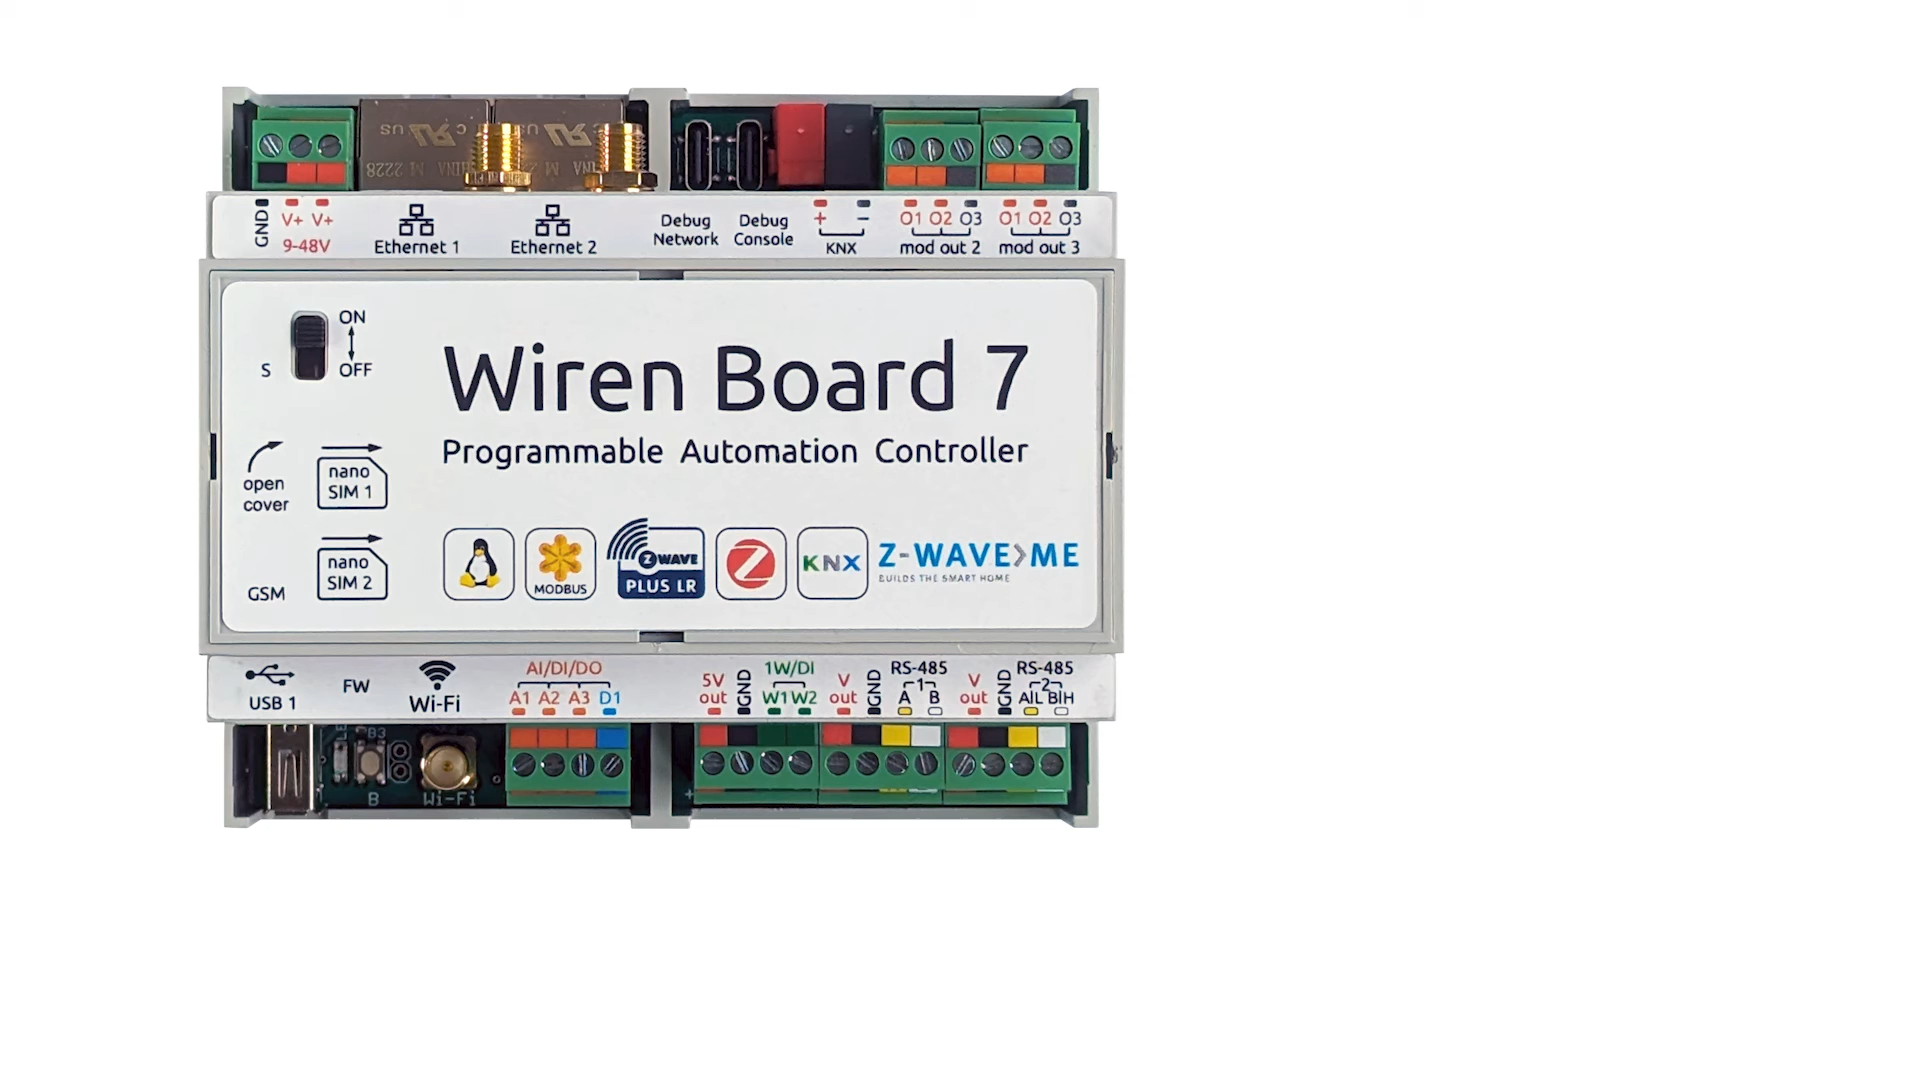 GND V+ V+
9-48V
Ethernet 1
Ethernet 2
Debug
Network
Debug
Console
+ −
KNX
O1 O2 O3
mod out 2
O1 O2 O3
mod out 3
ON
S OFF
Wiren Board 7
Programmable Automation Controller
open
cover
nano
SIM 1
nano
SIM 2
GSM
MODBUS
Z WAVE
PLUS LR
KNX
Z-WAVE>ME
BUILDS THE SMART HOME
USB 1
FW
Wi-Fi
AI/DI/DO
A1 A2 A3 D1
5V
out
GND
1W/DI
W1 W2
V
out
GND
RS-485
1
A B
V
out
GND
RS-485
2
A|L B|H
B3
B
Wi-Fi